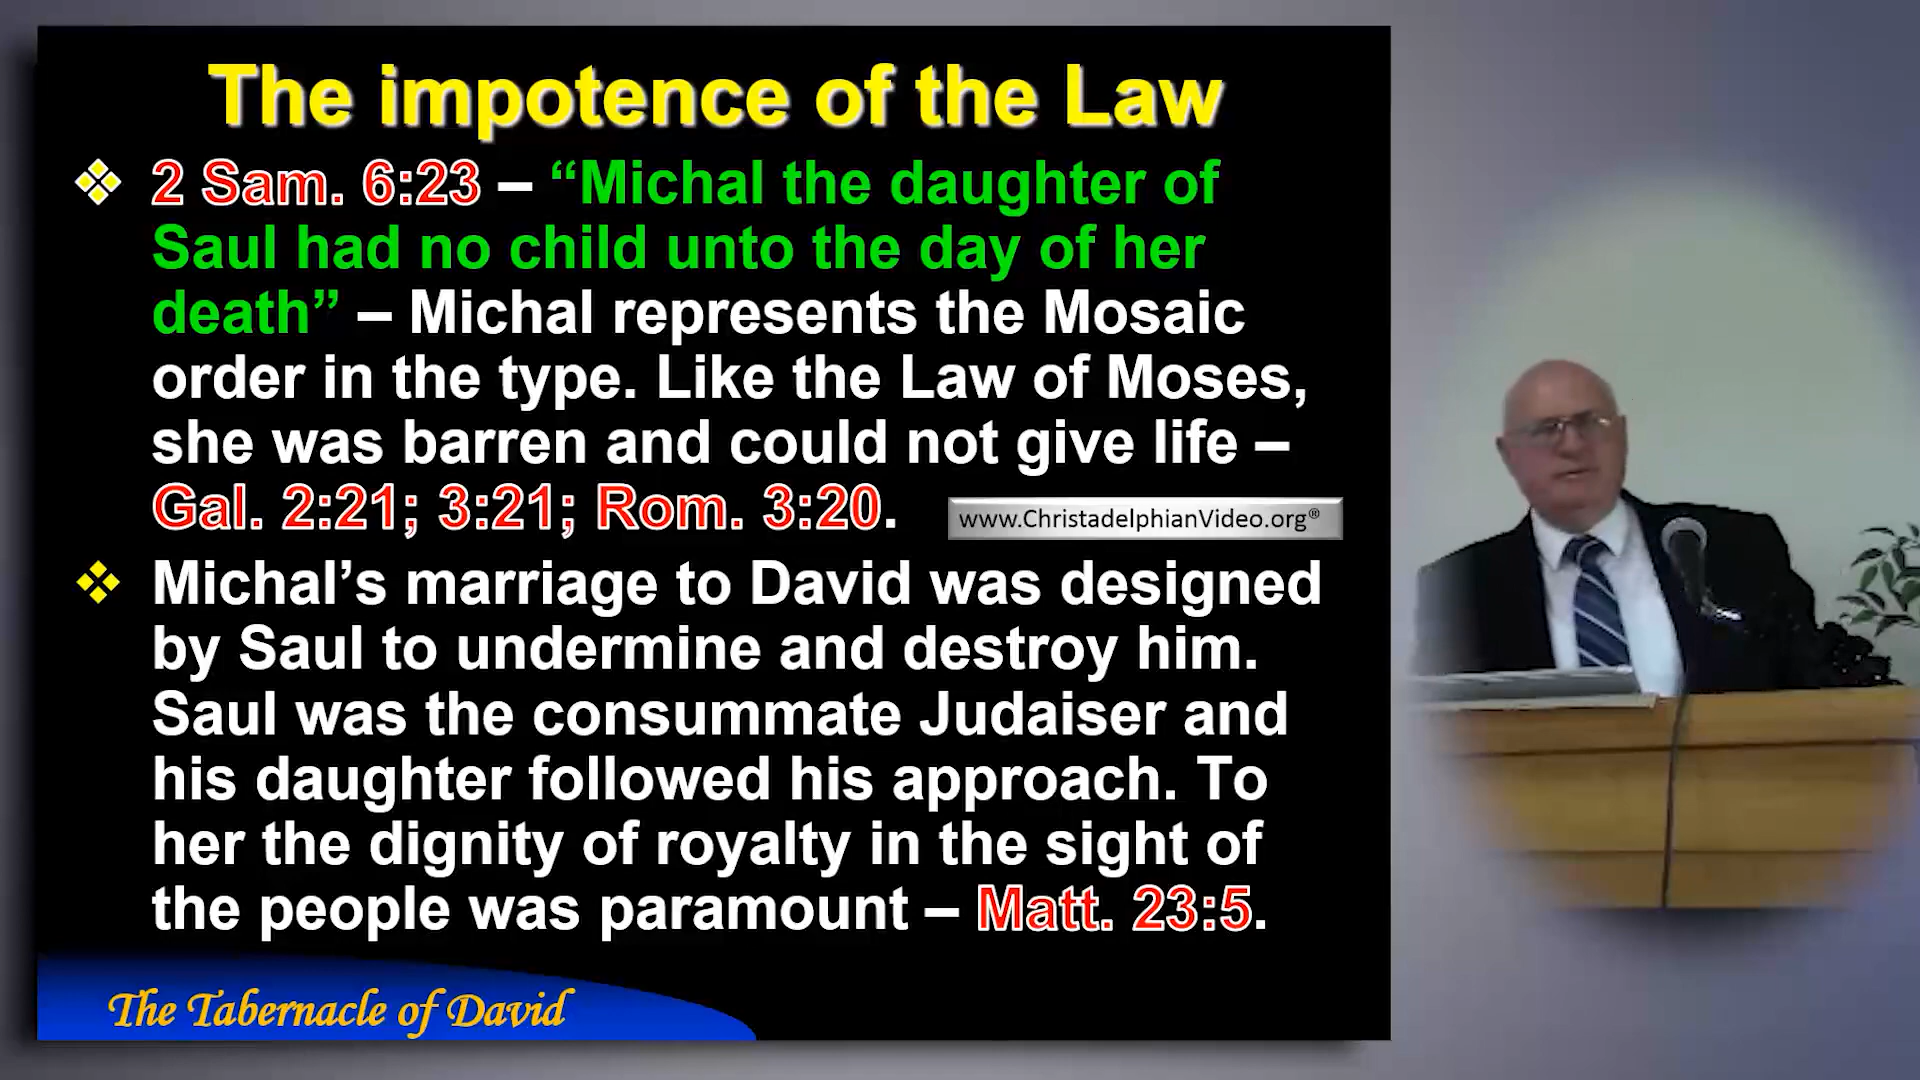 The impotence of the Law
2 Sam. 6:23 – “Michal the daughter of
Saul had no child unto the day of her
death” – Michal represents the Mosaic
order in the type. Like the Law of Moses,
she was barren and could not give life –
Gal. 2:21; 3:21; Rom. 3:20.
www.ChristadelphianVideo.org®
Michal’s marriage to David was designed
by Saul to undermine and destroy him.
Saul was the consummate Judaiser and
his daughter followed his approach. To
her the dignity of royalty in the sight of
the people was paramount – Matt. 23:5.
The Tabernacle of David